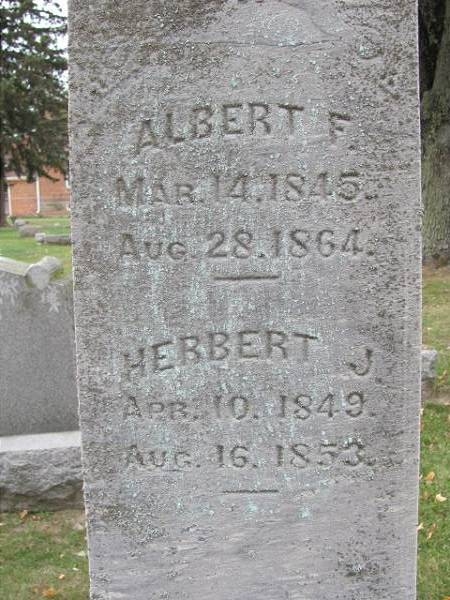 ALBERT F.
MAR. 14. 1845.
AUG. 28. 1864.
HERBERT J
APR. 10. 1849.
AUG. 16. 1853.